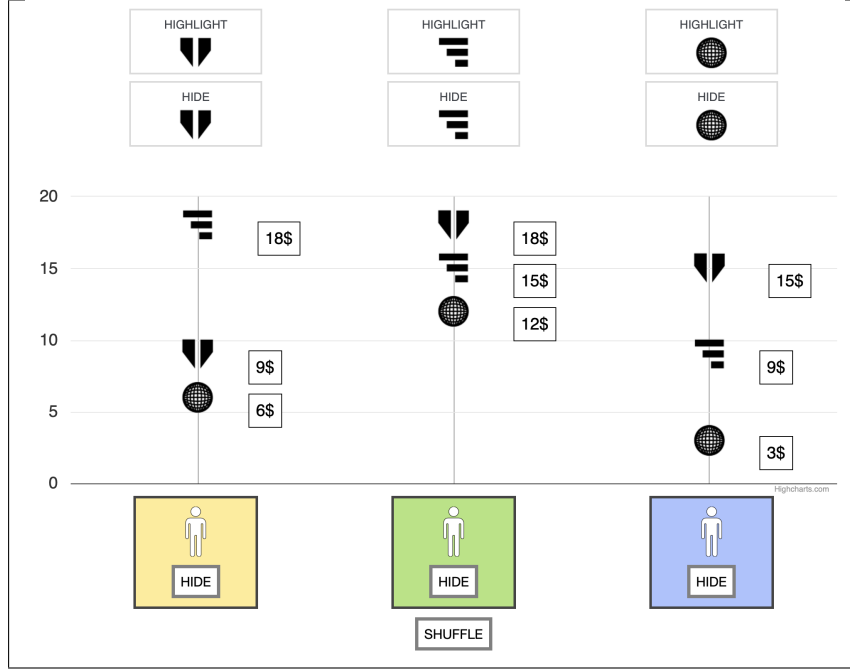 HIGHLIGHT HIGHLIGHT HIGHLIGHT
HIDE HIDE HIDE
20
18$ 18$
15 15$ 15$
12$
10
9$ 9$
5 6$
3$
0
Highcharts.com
HIDE HIDE HIDE
SHUFFLE